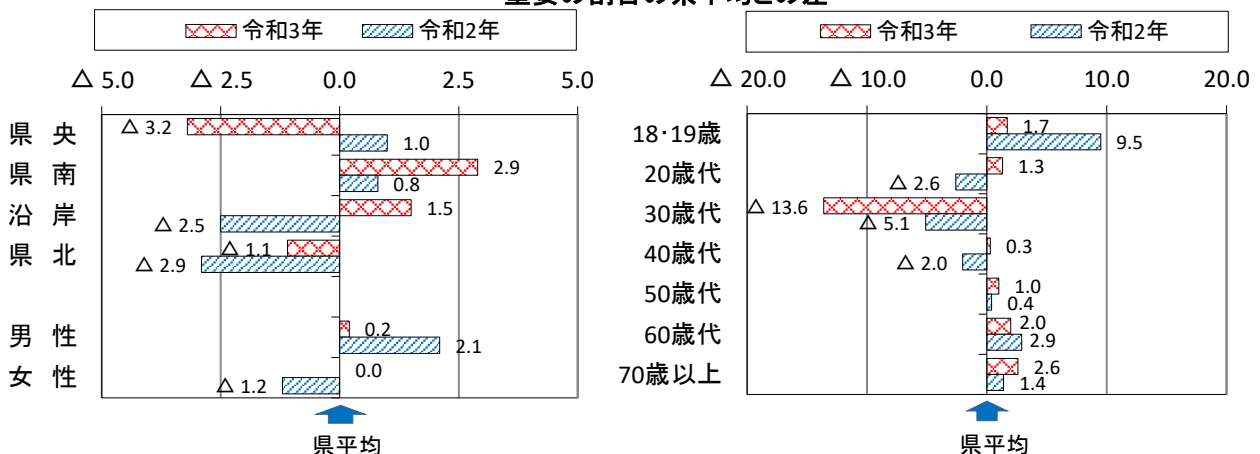 令和3年 令和2年
△ 5.0 △ 2.5 0.0 2.5 5.0
県 央 △ 3.2 1.0
県 南 2.9 0.8
沿 岸 1.5 △ 2.5
県 北 △ 1.1 △ 2.9
男 性 0.2 2.1
女 性 0.0 △ 1.2
県平均
令和3年 令和2年
△ 20.0 △ 10.0 0.0 10.0 20.0
18・19歳 1.7 9.5
20歳代 1.3 △ 2.6
30歳代 △ 13.6 △ 5.1
40歳代 0.3 △ 2.0
50歳代 1.0 0.4
60歳代 2.0 2.9
70歳以上 2.6 1.4
県平均